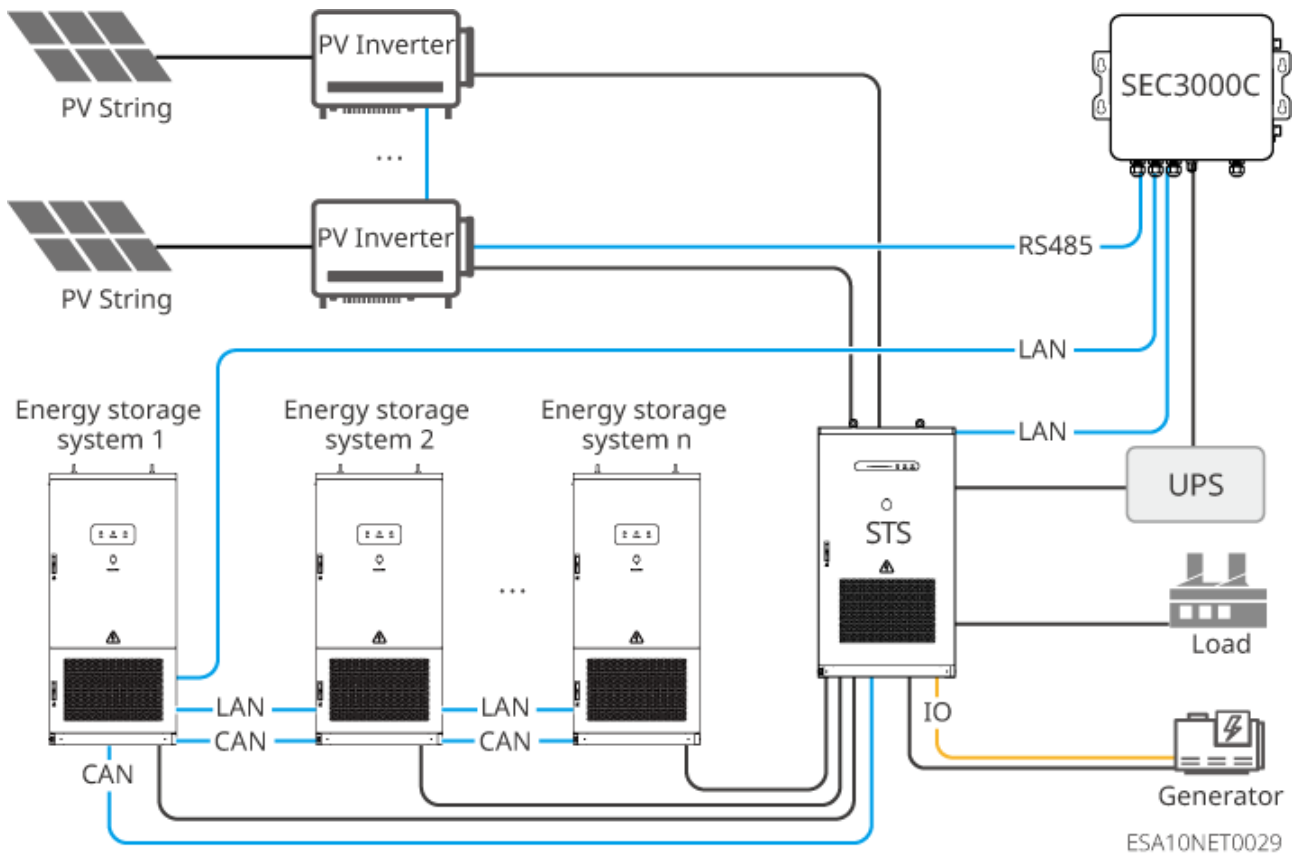 PV Inverter
PV String
SEC3000C
...
PV Inverter
PV String
RS485
LAN
LAN
Energy storage
system 1
Energy storage
system 2
Energy storage
system n
...
STS
UPS
Load
LAN
LAN
CAN
CAN
CAN
IO
Generator
ESA10NET0029